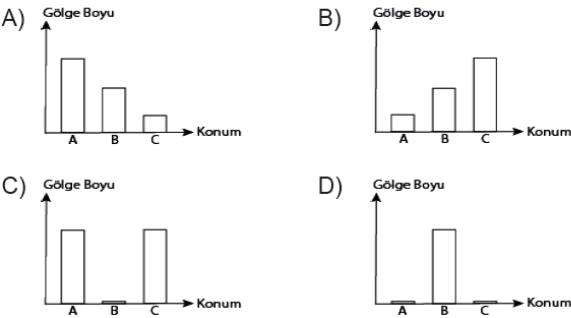 A) Gölge Boyu
Konum
A B C
B) Gölge Boyu
Konum
A B C
C) Gölge Boyu
Konum
A B C
D) Gölge Boyu
Konum
A B C